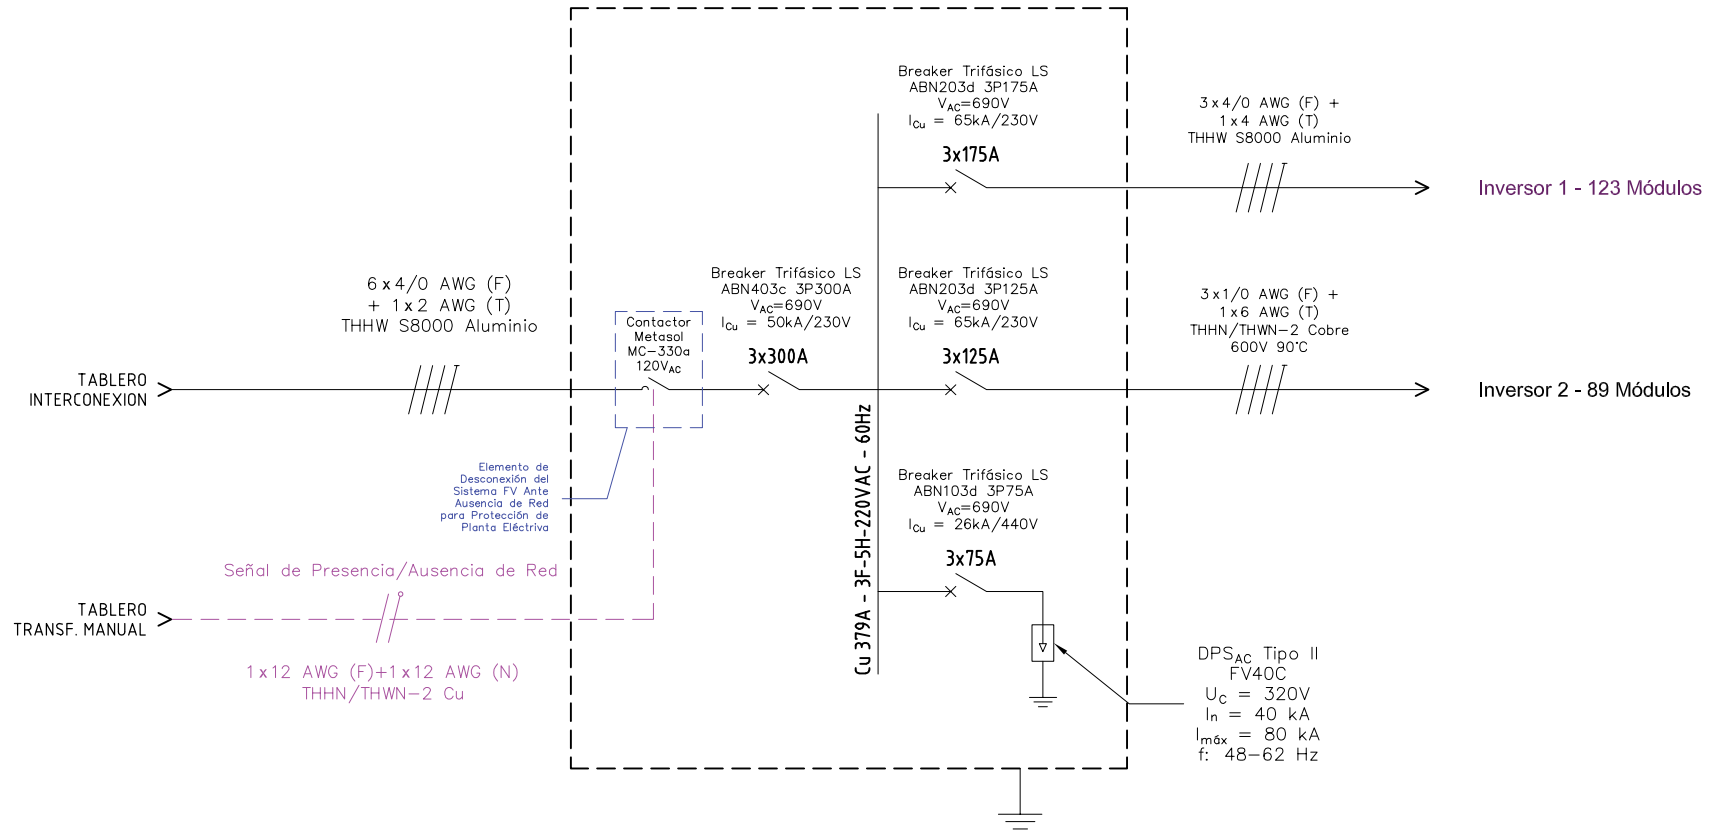 Breaker Trifásico LS
ABN203d 3P175A
VAC=690V
ICu = 65kA/230V
3x175A
3x4/0 AWG (F) +
1x4 AWG (T)
THHW S8000 Aluminio
Inversor 1 - 123 Módulos
6x4/0 AWG (F)
+ 1x2 AWG (T)
THHW S8000 Aluminio
TABLERO
INTERCONEXION
Contactor
Metasol
MC-330a
120VAC
Breaker Trifásico LS
ABN403c 3P300A
VAC=690V
ICu = 50kA/230V
3x300A
Breaker Trifásico LS
ABN203d 3P125A
VAC=690V
ICu = 65kA/230V
3x125A
3x1/0 AWG (F) +
1x6 AWG (T)
THHN/THWN-2 Cobre
600V 90°C
Inversor 2 - 89 Módulos
Elemento de
Desconexión del
Sistema FV Ante
Ausencia de Red
para Protección de
Planta Eléctriva
Cu 379A - 3F-5H-220VAC - 60Hz
Breaker Trifásico LS
ABN103d 3P75A
VAC=690V
ICu = 26kA/440V
3x75A
Señal de Presencia/Ausencia de Red
TABLERO
TRANSF. MANUAL
1x12 AWG (F)+1x12 AWG (N)
THHN/THWN-2 Cu
DPSAC Tipo II
FV40C
UC = 320V
In = 40 kA
Imáx = 80 kA
f: 48-62 Hz